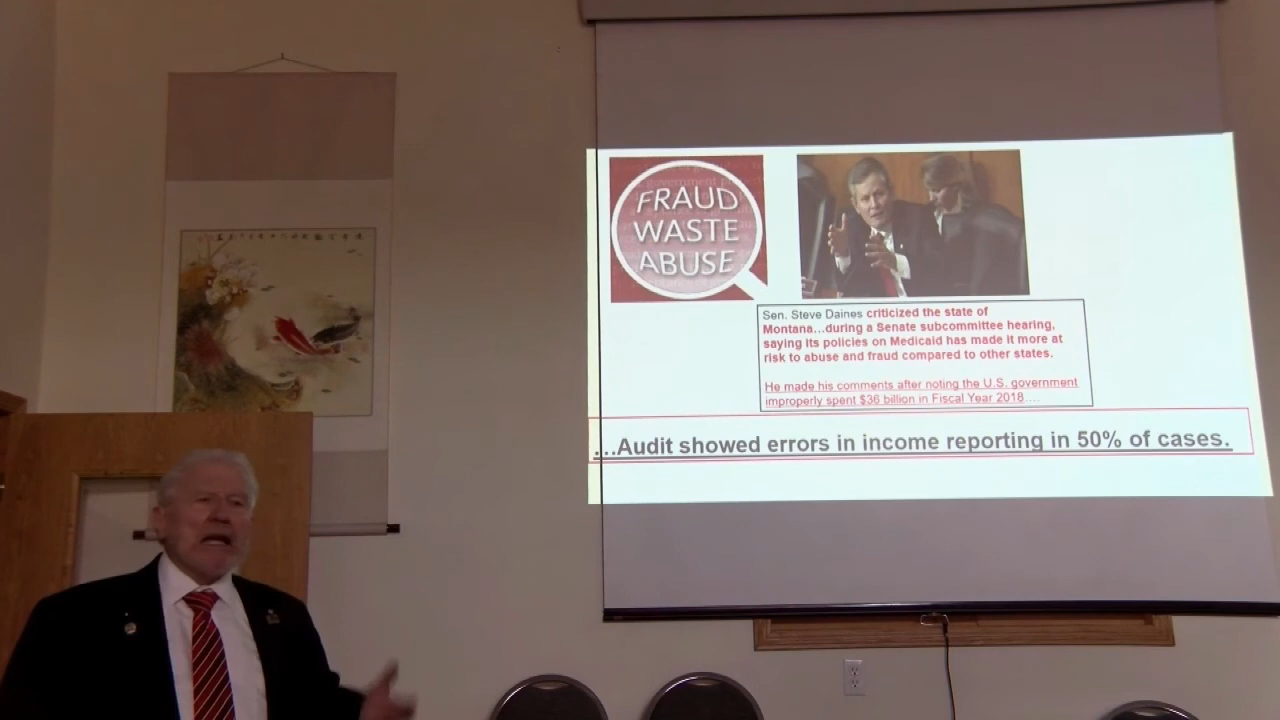 FRAUD
WASTE
ABUSE
Sen. Steve Daines criticized the state of
Montana…during a Senate subcommittee hearing,
saying its policies on Medicaid has made it more at
risk to abuse and fraud compared to other states.
He made his comments after noting the U.S. government
improperly spent $36 billion in Fiscal Year 2018….
…Audit showed errors in income reporting in 50% of cases.